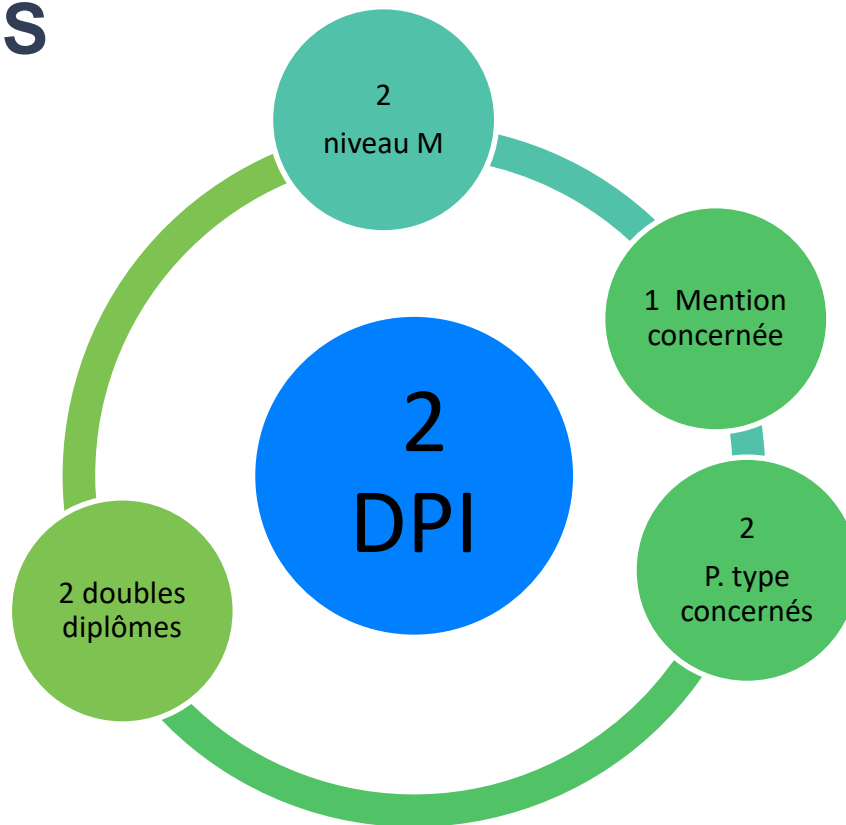 s
2
niveau M
1 Mention
concernée
2
P. type
concernés
2 doubles
diplômes
2
DPI